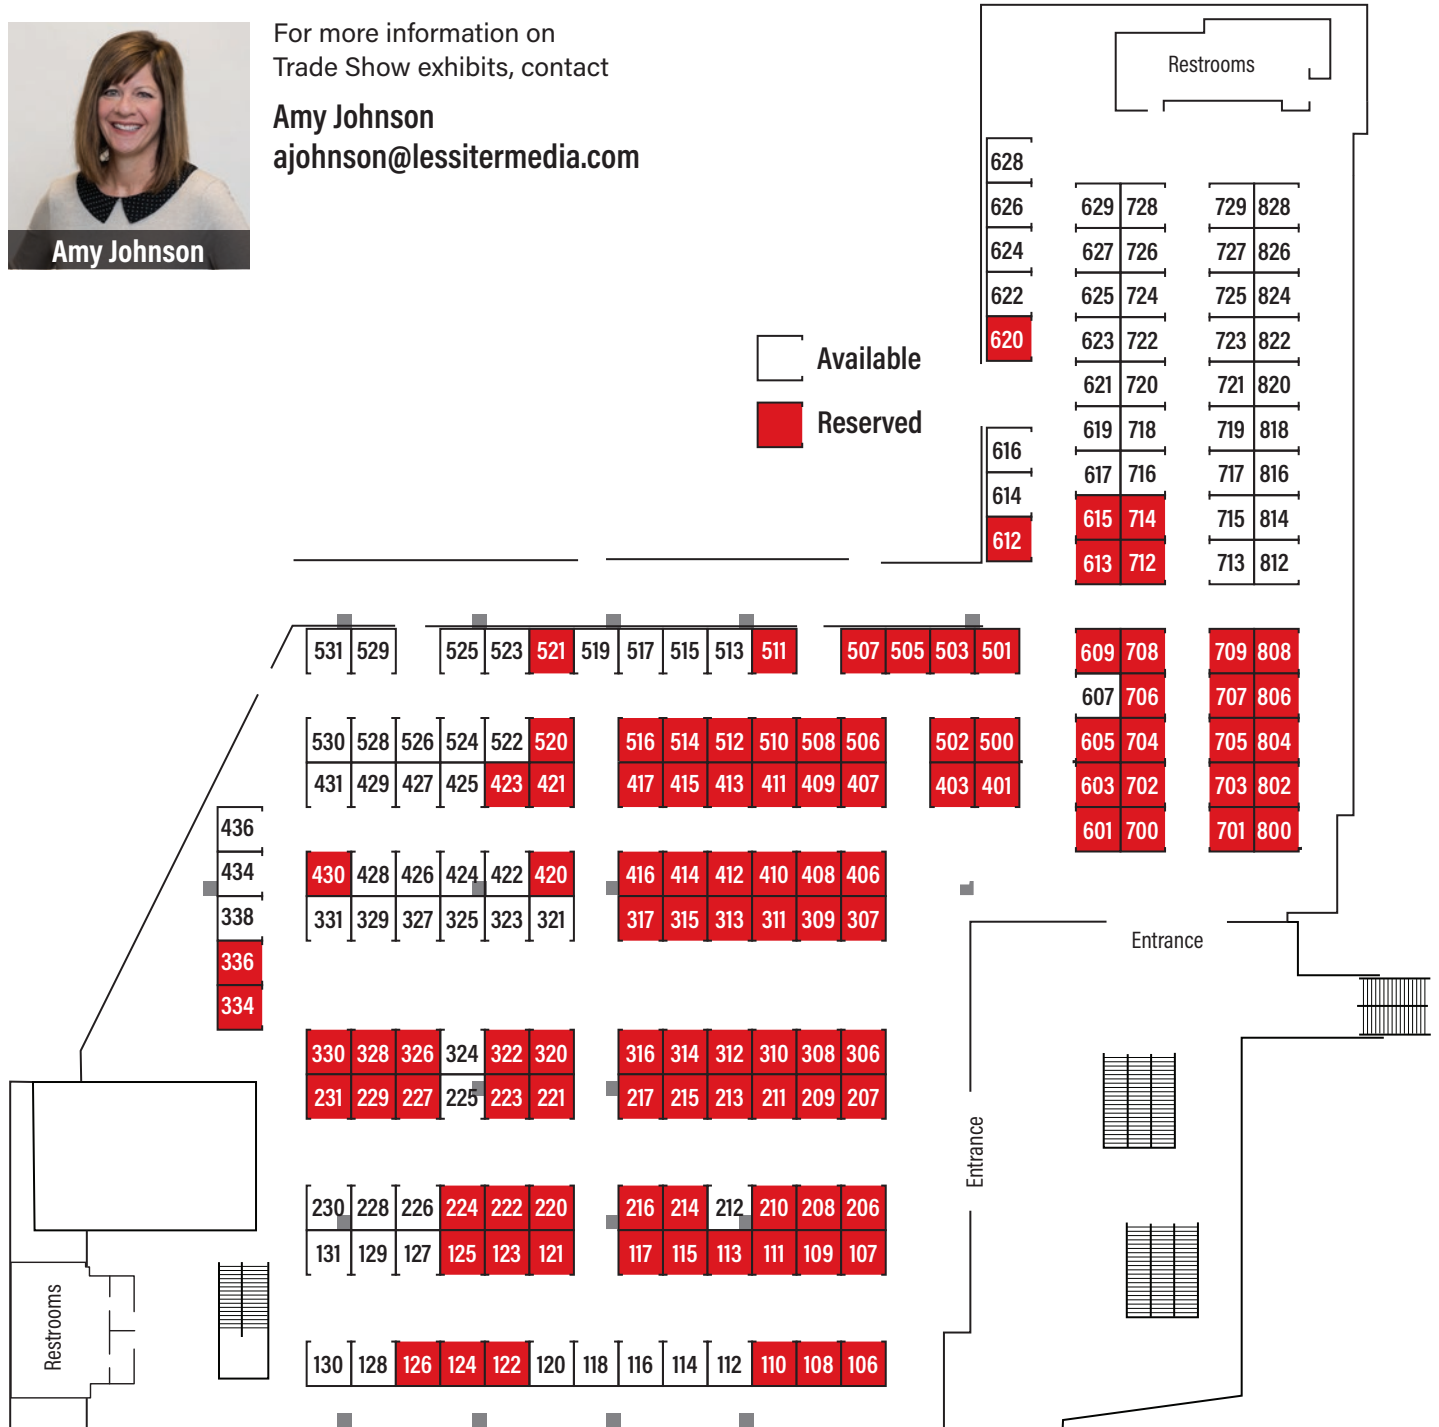 For more information on
Trade Show exhibits, contact
Amy Johnson
ajohnson@lessitermedia.com
Amy Johnson
Restrooms
628
626
629 728 729 828
624
627 726 727 826
622
625 724 725 824
620
623 722 723 822
Available
621 720 721 820
Reserved
619 718 719 818
616
617 716 717 816
614
615 714 715 814
612
613 712 713 812
531 529 525 523 521 519 517 515 513 511 507 505 503 501 609 708 709 808
607 706 707 806
530 528 526 524 522 520 516 514 512 510 508 506 502 500 605 704 705 804
431 429 427 425 423 421 417 415 413 411 409 407 403 401 603 702 703 802
436
601 700 701 800
434
430 428 426 424 422 420 416 414 412 410 408 406
338
331 329 327 325 323 321 317 315 313 311 309 307
Entrance
336
334
330 328 326 324 322 320 316 314 312 310 308 306
231 229 227 225 223 221 217 215 213 211 209 207
Entrance
230 228 226 224 222 220 216 214 212 210 208 206
131 129 127 125 123 121 117 115 113 111 109 107
Restrooms
130 128 126 124 122 120 118 116 114 112 110 108 106